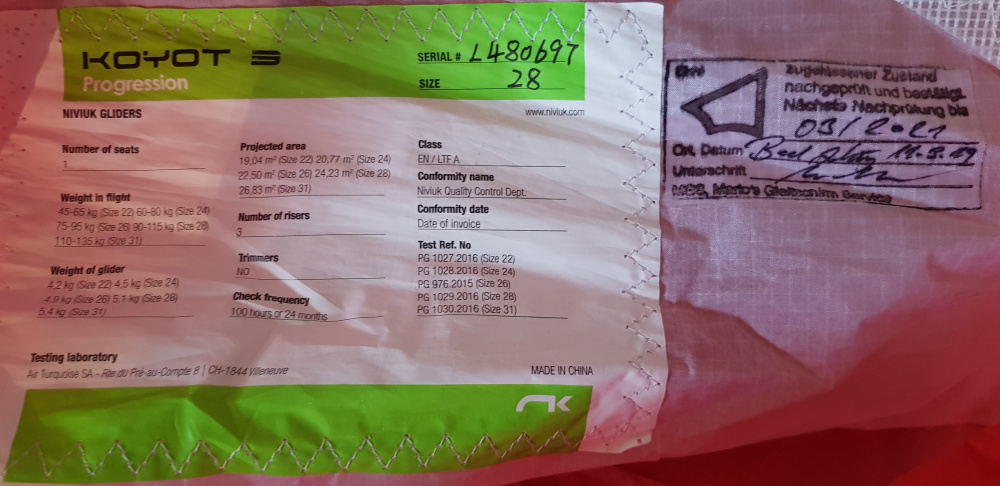 KOYOT 3
Progression
SERIAL # L480697
SIZE 28
NIVIUK GLIDERS
www.niviuk.com
Number of seats
1
Weight in flight
45-65 kg (Size 22) 60-80 kg (Size 24)
75-95 kg (Size 26) 90-115 kg (Size 28)
110-135 kg (Size 31)
Weight of glider
4,2 kg (Size 22) 4,5 kg (Size 24)
4,9 kg (Size 26) 5,1 kg (Size 28)
5,4 kg (Size 31)
Projected area
19,04 m² (Size 22) 20,77 m² (Size 24)
22,50 m² (Size 26) 24,23 m² (Size 28)
26,83 m² (Size 31)
Number of risers
3
Trimmers
NO
Check frequency
100 hours or 24 months
Class
EN / LTF A
Conformity name
Niviuk Quality Control Dept.
Conformity date
Date of invoice
Test Ref. No
PG 1027.2016 (Size 22)
PG 1028.2016 (Size 24)
PG 976.2015 (Size 26)
PG 1029.2016 (Size 28)
PG 1030.2016 (Size 31)
Testing laboratory
Air Turquoise SA - Rte du Pré-au-Compte 8 | CH-1844 Villeneuve
MADE IN CHINA
zugelassener Zustand
nachgeprüft und bestätigt
Nächste Nachprüfung bis
03/2021
Ort, Datum Bad
Unterschrift
Gleitschirm Service